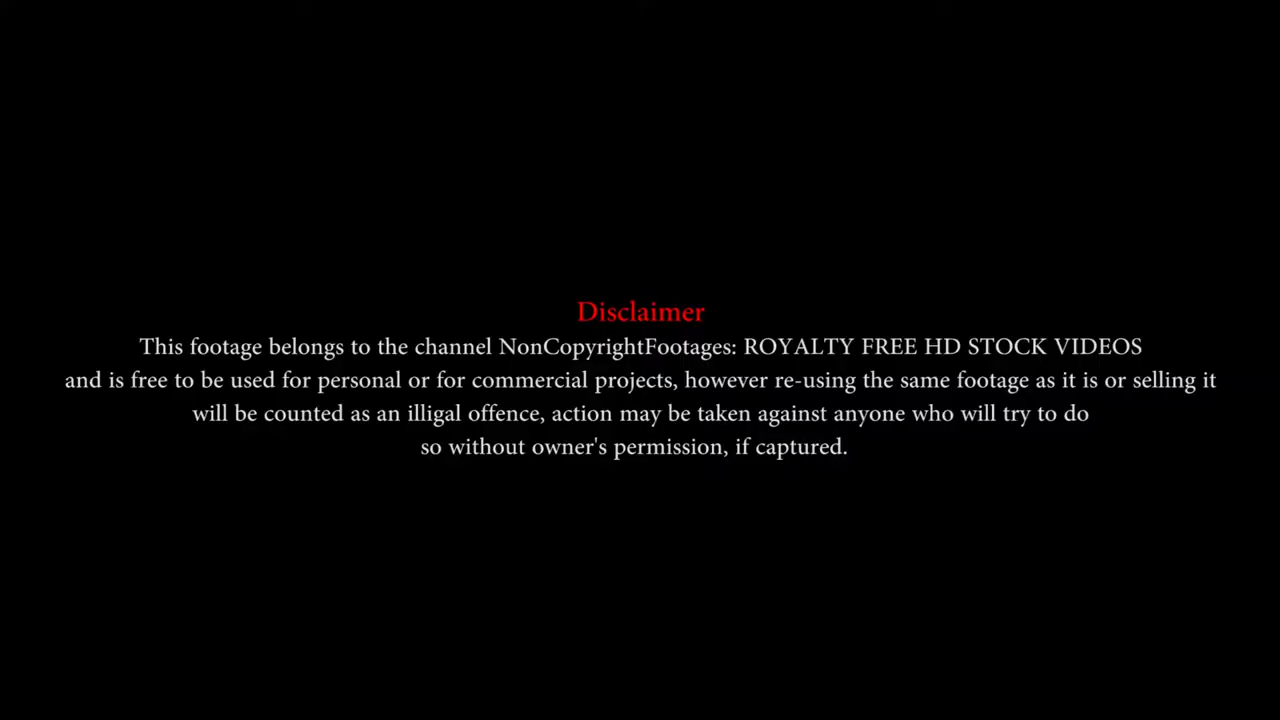 Disclaimer
This footage belongs to the channel NonCopyrightFootages: ROYALTY FREE HD STOCK VIDEOS
and is free to be used for personal or for commercial projects, however re-using the same footage as it is or selling it
will be counted as an illigal offence, action may be taken against anyone who will try to do
so without owner's permission, if captured.